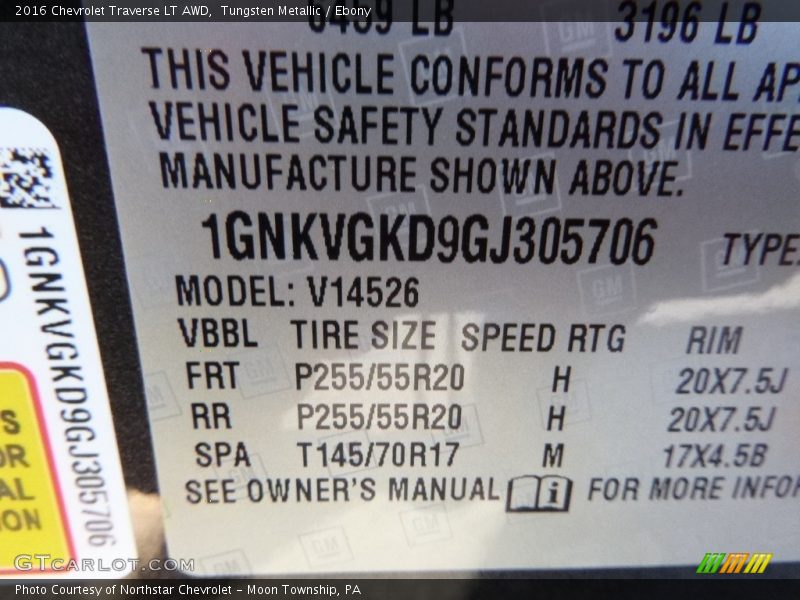 2016 Chevrolet Traverse LT AWD, Tungsten Metallic / Ebony
LB 3196 LB
THIS VEHICLE CONFORMS TO ALL
VEHICLE SAFETY STANDARDS IN
MANUFACTURE SHOWN ABOVE.
1GNKVGKD9GJ305706 TYPE:
MODEL: V14526
VBBL TIRE SIZE SPEED RTG RIM
FRT P255/55R20 H 20X7.5J
RR P255/55R20 H 20X7.5J
SPA T145/70R17 M 17X4.5B
SEE OWNER'S MANUAL i FOR MORE
1GNKVGKD9GJ305706
GTCarLot.com
Photo Courtesy of Northstar Chevrolet - Moon Township, PA